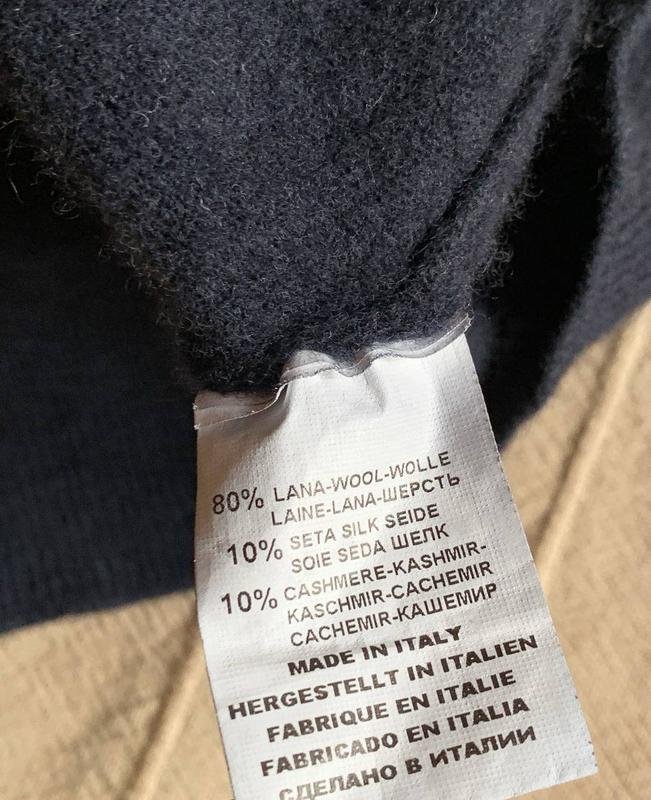 80% LANA-WOOL-WOLLE
LAINE-LANA-ШЕРСТЬ
10% SETA SILK SEIDE
SOIE SEDA ШЕЛК
10% CASHMERE-KASHMIR-
KASCHMIR-CACHEMIR
CACHEMIR-КАШЕМИР
MADE IN ITALY
HERGESTELLT IN ITALIEN
FABRIQUE EN ITALIE
FABRICADO EN ITALIA
СДЕЛАНО В ИТАЛИИ